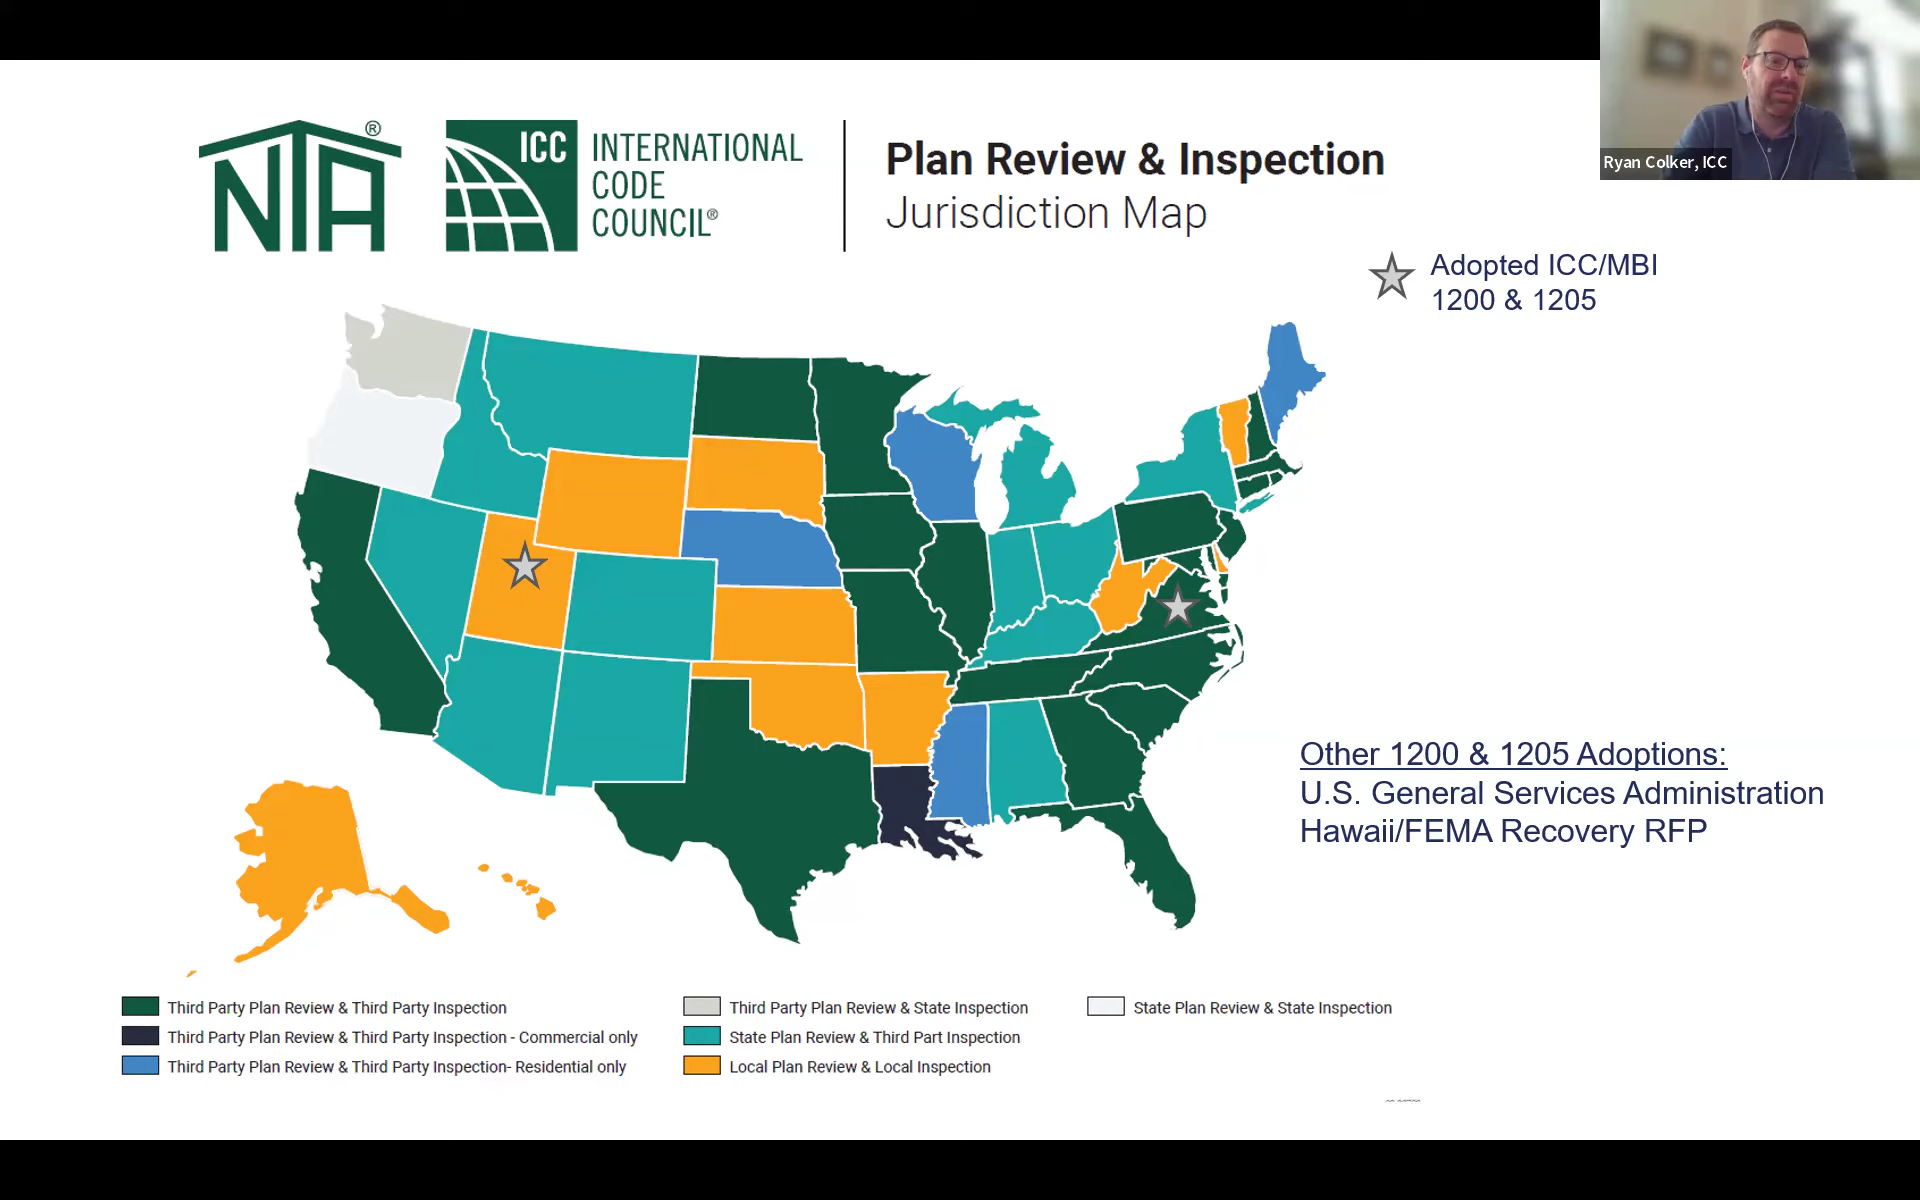 Ryan Colker, ICC
NTA®
ICC
INTERNATIONAL
CODE
COUNCIL®
Plan Review & Inspection
Jurisdiction Map
Adopted ICC/MBI
1200 & 1205
Other 1200 & 1205 Adoptions:
U.S. General Services Administration
Hawaii/FEMA Recovery RFP
Third Party Plan Review & Third Party Inspection
Third Party Plan Review & Third Party Inspection - Commercial only
Third Party Plan Review & Third Party Inspection- Residential only
Third Party Plan Review & State Inspection
State Plan Review & Third Part Inspection
Local Plan Review & Local Inspection
State Plan Review & State Inspection